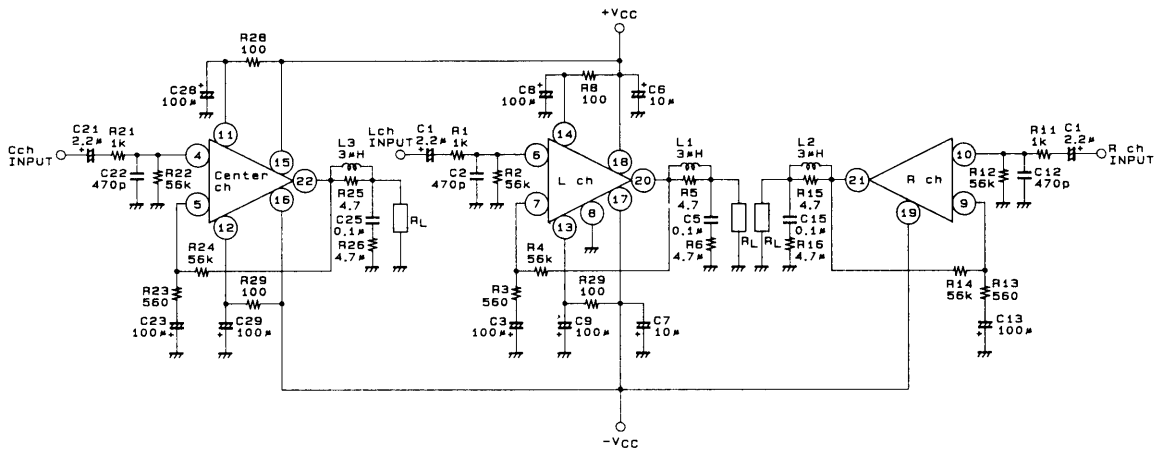 +VCC
R28
100
C28
100μ
+
11
C8
100μ
+
R8
100
C6
10μ
+
14
Cch
INPUT
C21
2.2μ
+
R21
1k
C22
470p
R22
56k
4
Center
ch
5
12
15
16
22
L3
3μH
R25
4.7
C25
0.1μ
R26
4.7μ
RL
Lch
INPUT
C1
2.2μ
+
R1
1k
C2
470p
R2
56k
6
L ch
7
13
8
18
17
20
L1
3μH
R5
4.7
C5
0.1μ
R6
4.7μ
RL
RL
L2
3μH
R15
4.7
C15
0.1μ
R16
4.7μ
21
R ch
19
10
9
R11
1k
C1
2.2μ
+
R ch
INPUT
R12
56k
C12
470p
R24
56k
R23
560
C23
100μ
+
R29
100
C29
100μ
+
R4
56k
R3
560
C3
100μ
+
R29
100
C9
100μ
+
C7
10μ
+
R14
56k
R13
560
C13
100μ
+
-VCC